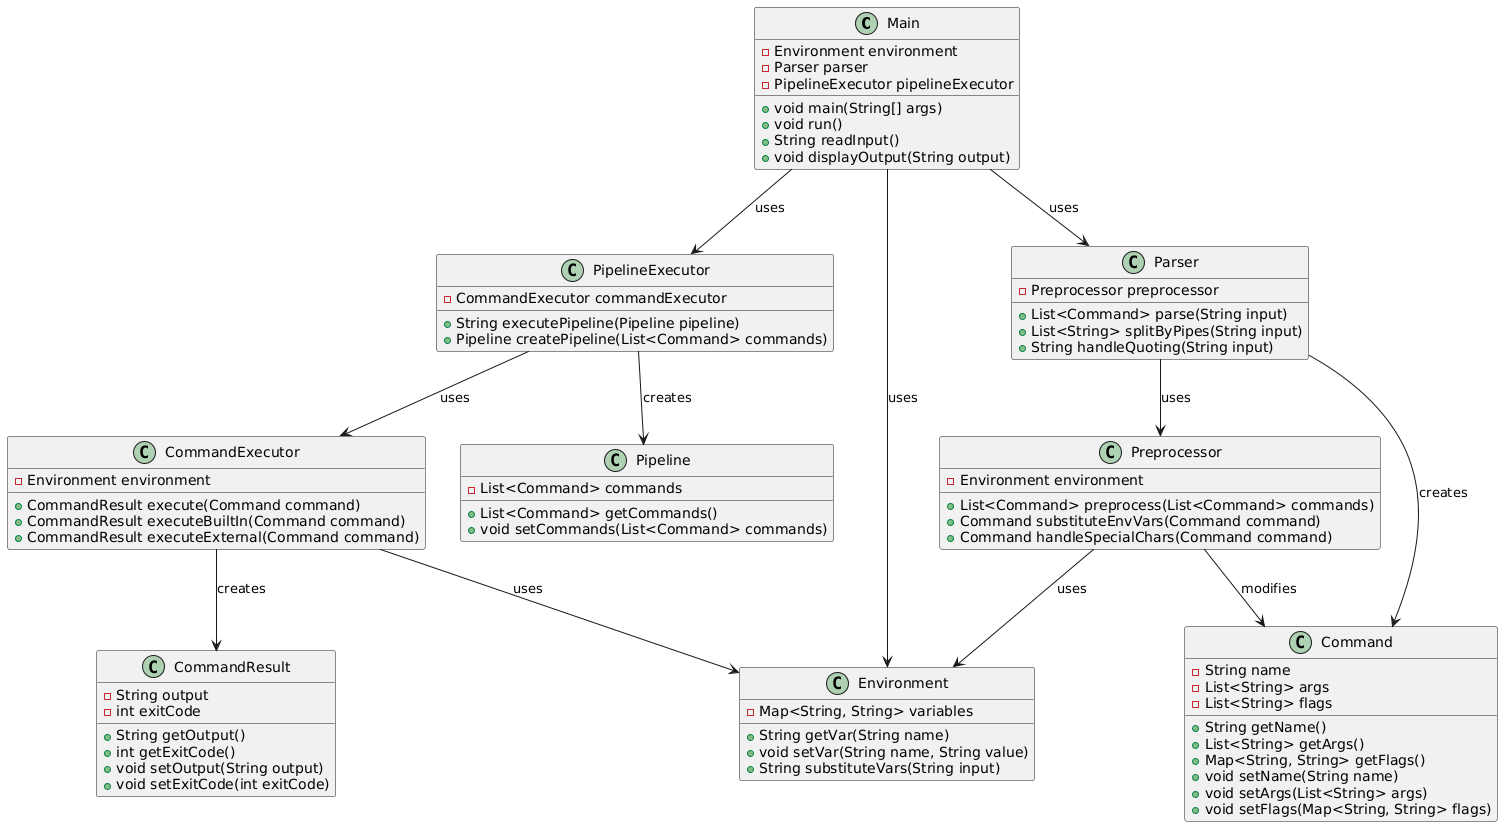 C Main
Environment environment
Parser parser
PipelineExecutor pipelineExecutor
void main(String[] args)
void run()
String readInput()
void displayOutput(String output)
uses
uses
C PipelineExecutor
CommandExecutor commandExecutor
String executePipeline(Pipeline pipeline)
Pipeline createPipeline(List<Command> commands)
C Parser
Preprocessor preprocessor
List<Command> parse(String input)
List<String> splitByPipes(String input)
String handleQuoting(String input)
uses
creates
uses
uses
C CommandExecutor
Environment environment
CommandResult execute(Command command)
CommandResult executeBuiltIn(Command command)
CommandResult executeExternal(Command command)
C Pipeline
List<Command> commands
List<Command> getCommands()
void setCommands(List<Command> commands)
C Preprocessor
Environment environment
List<Command> preprocess(List<Command> commands)
Command substituteEnvVars(Command command)
Command handleSpecialChars(Command command)
creates
creates
uses
uses
modifies
C CommandResult
String output
int exitCode
String getOutput()
int getExitCode()
void setOutput(String output)
void setExitCode(int exitCode)
C Environment
Map<String, String> variables
String getVar(String name)
void setVar(String name, String value)
String substituteVars(String input)
C Command
String name
List<String> args
List<String> flags
String getName()
List<String> getArgs()
Map<String, String> getFlags()
void setName(String name)
void setArgs(List<String> args)
void setFlags(Map<String, String> flags)